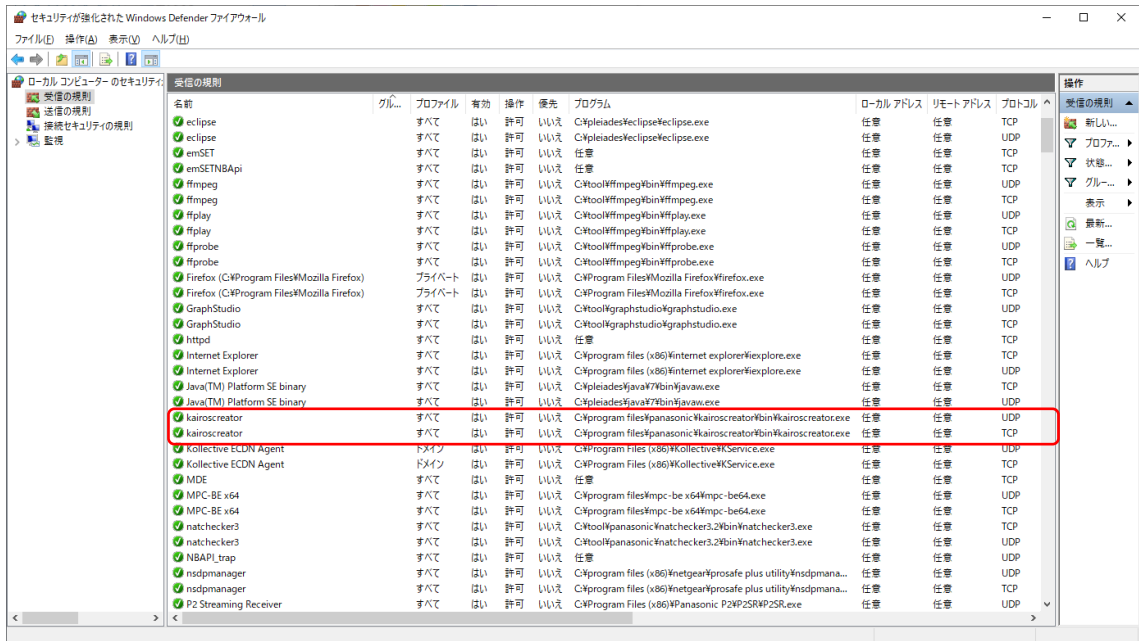 セキュリティが強化された Windows Defender ファイアウォール
ファイル(F) 操作(A) 表示(V) ヘルプ(H)
ローカル コンピューター のセキュリティ
受信の規則
送信の規則
接続セキュリティの規則
監視
受信の規則
名前 グル... プロファイル 有効 操作 優先 プログラム ローカル アドレス リモート アドレス プロトコル
eclipse すべて はい 許可 いいえ C:¥pleiades¥eclipse¥eclipse.exe 任意 任意 TCP
eclipse すべて はい 許可 いいえ C:¥pleiades¥eclipse¥eclipse.exe 任意 任意 UDP
emSET すべて はい 許可 いいえ 任意 任意 任意 TCP
emSETNBApi すべて はい 許可 いいえ 任意 任意 任意 TCP
ffmpeg すべて はい 許可 いいえ C:¥tool¥ffmpeg¥bin¥ffmpeg.exe 任意 任意 UDP
ffmpeg すべて はい 許可 いいえ C:¥tool¥ffmpeg¥bin¥ffmpeg.exe 任意 任意 TCP
ffplay すべて はい 許可 いいえ C:¥tool¥ffmpeg¥bin¥ffplay.exe 任意 任意 UDP
ffplay すべて はい 許可 いいえ C:¥tool¥ffmpeg¥bin¥ffplay.exe 任意 任意 TCP
ffprobe すべて はい 許可 いいえ C:¥tool¥ffmpeg¥bin¥ffprobe.exe 任意 任意 UDP
ffprobe すべて はい 許可 いいえ C:¥tool¥ffmpeg¥bin¥ffprobe.exe 任意 任意 TCP
Firefox (C:¥Program Files¥Mozilla Firefox) プライベート はい 許可 いいえ C:¥Program Files¥Mozilla Firefox¥firefox.exe 任意 任意 UDP
Firefox (C:¥Program Files¥Mozilla Firefox) プライベート はい 許可 いいえ C:¥Program Files¥Mozilla Firefox¥firefox.exe 任意 任意 TCP
GraphStudio すべて はい 許可 いいえ C:¥tool¥graphstudio¥graphstudio.exe 任意 任意 UDP
GraphStudio すべて はい 許可 いいえ C:¥tool¥graphstudio¥graphstudio.exe 任意 任意 TCP
httpd すべて はい 許可 いいえ 任意 任意 任意 TCP
Internet Explorer すべて はい 許可 いいえ C:¥program files (x86)¥internet explorer¥iexplore.exe 任意 任意 TCP
Internet Explorer すべて はい 許可 いいえ C:¥program files (x86)¥internet explorer¥iexplore.exe 任意 任意 UDP
Java(TM) Platform SE binary すべて はい 許可 いいえ C:¥pleiades¥java¥7¥bin¥javaw.exe 任意 任意 TCP
Java(TM) Platform SE binary すべて はい 許可 いいえ C:¥pleiades¥java¥7¥bin¥javaw.exe 任意 任意 UDP
kairoscreator すべて はい 許可 いいえ C:¥program files¥panasonic¥kairoscreator¥bin¥kairoscreator.exe 任意 任意 UDP
kairoscreator すべて はい 許可 いいえ C:¥program files¥panasonic¥kairoscreator¥bin¥kairoscreator.exe 任意 任意 TCP
Kollective ECDN Agent ドメイン はい 許可 いいえ C:¥Program Files (x86)¥Kollective¥KService.exe 任意 任意 UDP
Kollective ECDN Agent ドメイン はい 許可 いいえ C:¥Program Files (x86)¥Kollective¥KService.exe 任意 任意 TCP
MDE すべて はい 許可 いいえ 任意 任意 任意 TCP
MPC-BE x64 すべて はい 許可 いいえ C:¥program files¥mpc-be x64¥mpc-be64.exe 任意 任意 UDP
MPC-BE x64 すべて はい 許可 いいえ C:¥program files¥mpc-be x64¥mpc-be64.exe 任意 任意 TCP
natchecker3 すべて はい 許可 いいえ C:¥tool¥panasonic¥natchecker3.2¥bin¥natchecker3.exe 任意 任意 TCP
natchecker3 すべて はい 許可 いいえ C:¥tool¥panasonic¥natchecker3.2¥bin¥natchecker3.exe 任意 任意 UDP
NBAPI_trap すべて はい 許可 いいえ 任意 任意 任意 UDP
nsdpmanager すべて はい 許可 いいえ C:¥program files (x86)¥netgear¥prosafe plus utility¥nsdpmana... 任意 任意 UDP
nsdpmanager すべて はい 許可 いいえ C:¥program files (x86)¥netgear¥prosafe plus utility¥nsdpmana... 任意 任意 TCP
P2 Streaming Receiver すべて はい 許可 いいえ C:¥Program Files (x86)¥Panasonic P2¥P2SR¥P2SR.exe 任意 任意 UDP
操作
受信の規則
新しい...
プロファ...
状態...
グルー...
表示
最新...
一覧...
ヘルプ